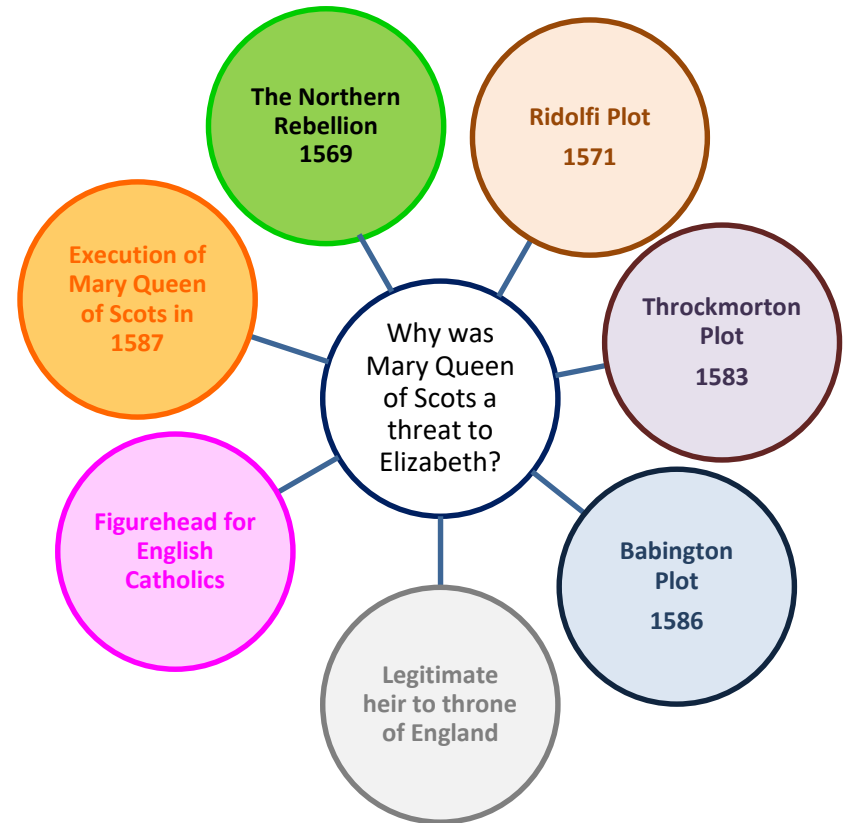 Why was
Mary Queen
of Scots a
threat to
Elizabeth?
The Northern
Rebellion
1569
Ridolfi Plot
1571
Throckmorton
Plot
1583
Babington
Plot
1586
Legitimate
heir to throne
of England
Figurehead for
English
Catholics
Execution of
Mary Queen
of Scots in
1587